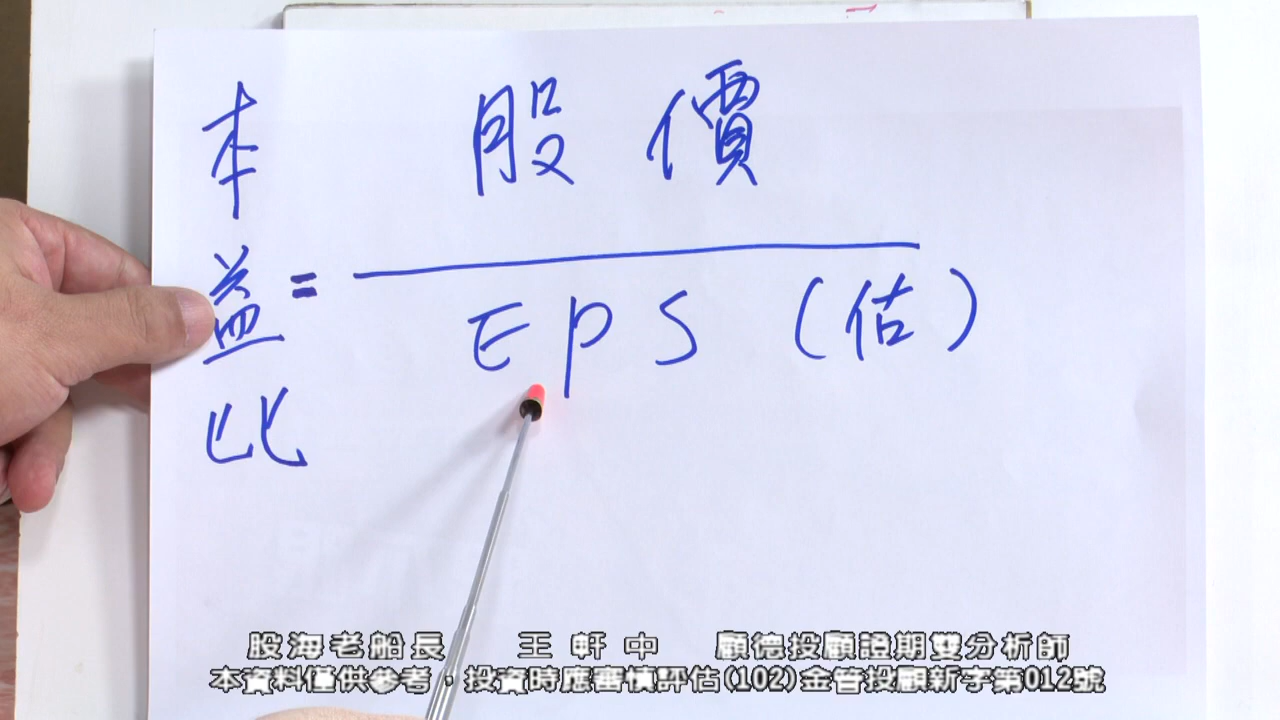 本益比 =
股價
EPS (估)
股海老船長 王軒中 顧德投顧證期雙分析師
本資料僅供參考,投資時應審慎評估(102)金管投顧新字第012號